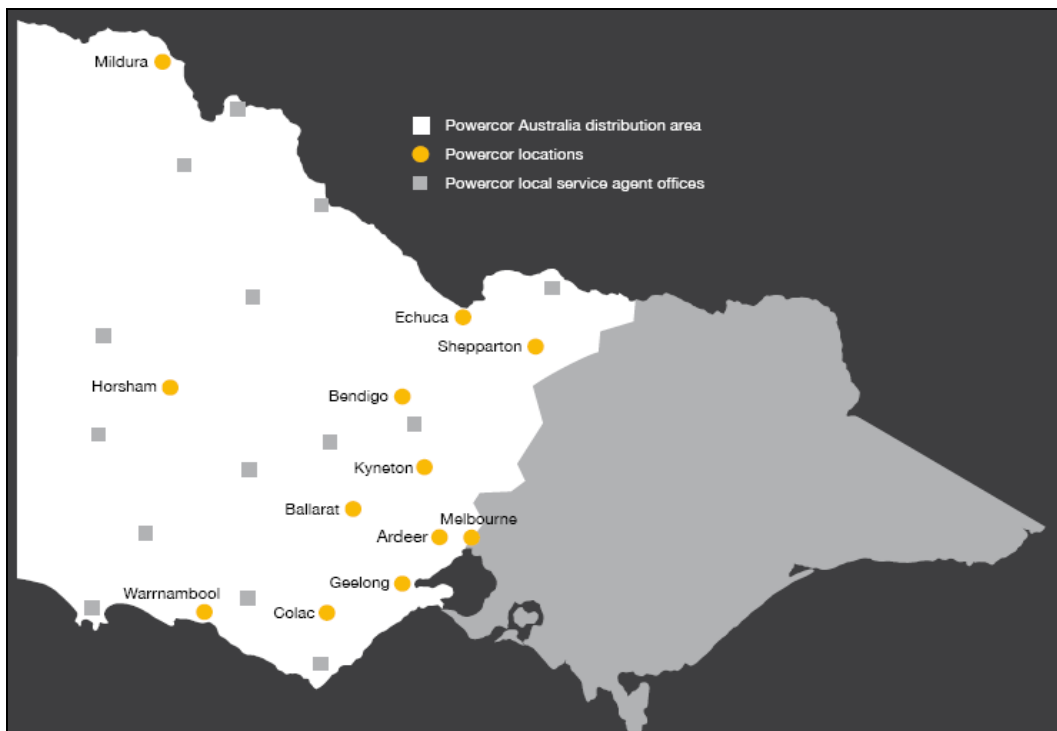 Mildura
Powercor Australia distribution area
Powercor locations
Powercor local service agent offices
Echuca
Shepparton
Horsham
Bendigo
Kyneton
Ballarat
Melbourne
Ardeer
Geelong
Warrnambool
Colac